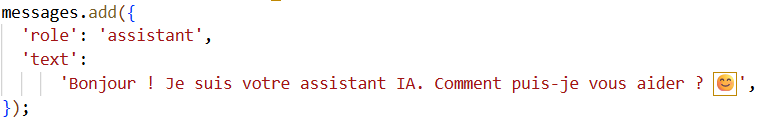 messages.add({
'role': 'assistant',
'text':
'Bonjour ! Je suis votre assistant IA. Comment puis-je vous aider ? 😊',
});